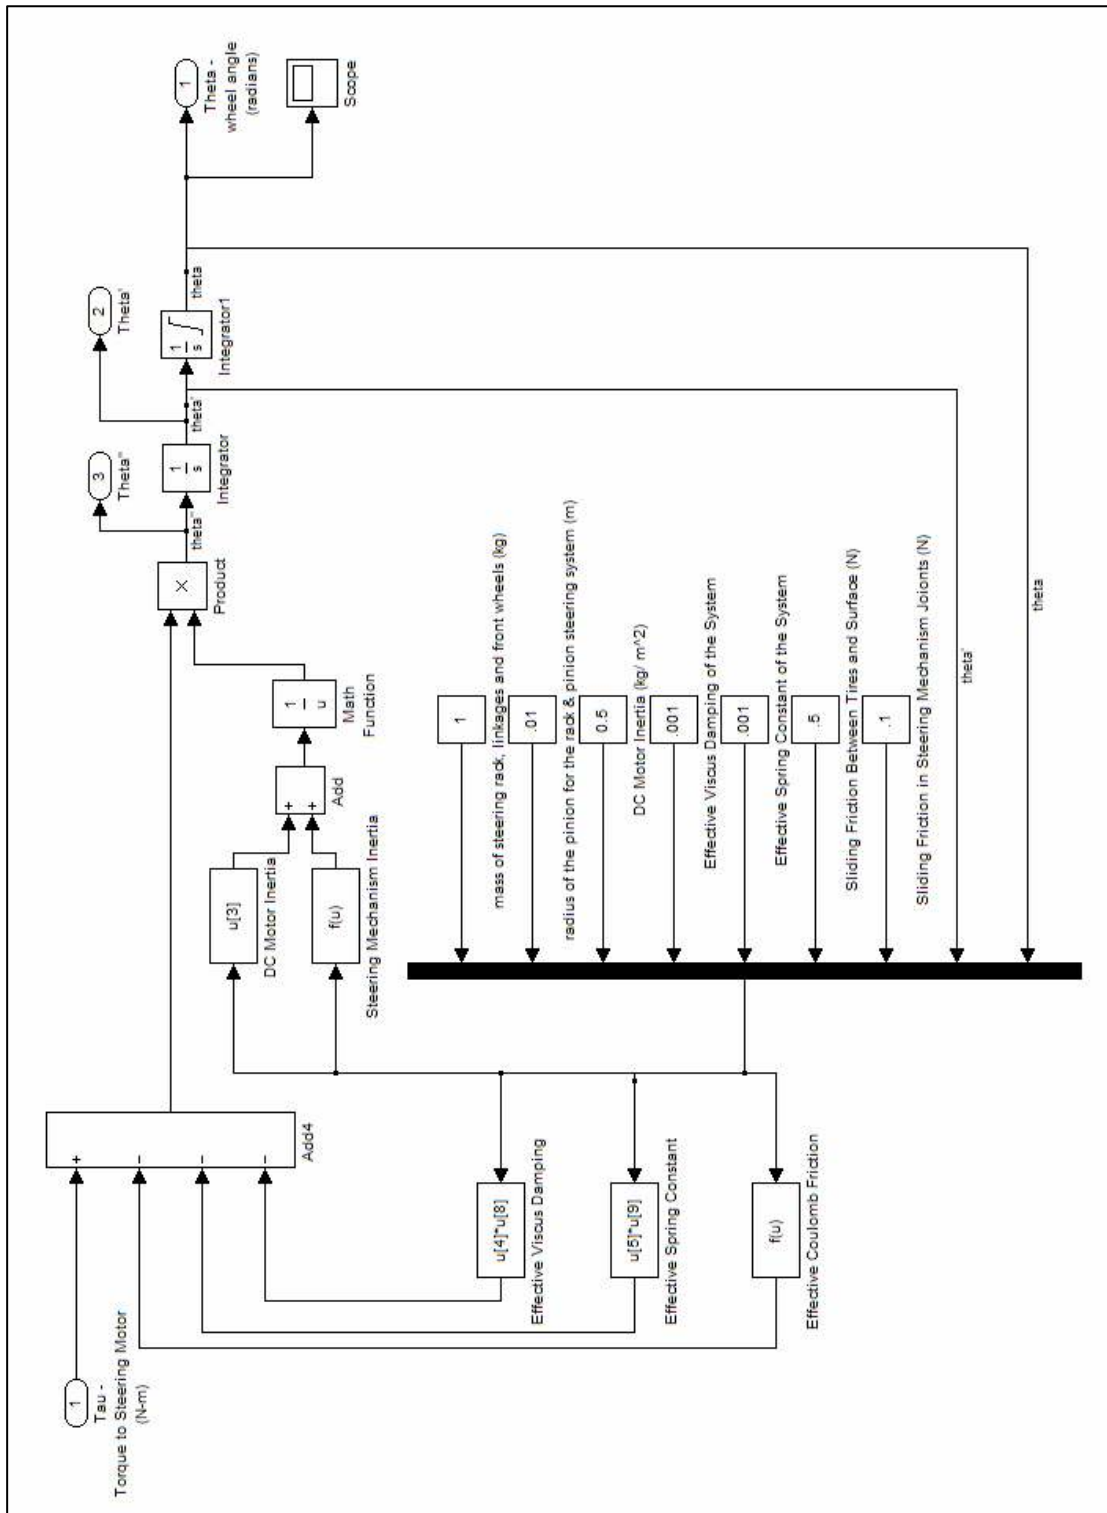 1
Tau -
Torque to Steering Motor
(N-m)
+
−
−
−
Add4
u[4]*u[8]
Effective Viscus Damping
u[5]*u[9]
Effective Spring Constant
f(u)
Effective Coulomb Friction
u[3]
DC Motor Inertia
f(u)
Steering Mechanism Inertia
+
+
Add
1
u
Math
Function
×
Product
theta''
3
Theta''
1
s
Integrator
theta'
2
Theta'
1
s
Integrator1
theta
1
Theta -
wheel angle
(radians)
Scope
1
mass of steering rack, linkages and front wheels (kg)
.01
radius of the pinion for the rack & pinion steering system (m)
0.5
DC Motor Inertia (kg/ m^2)
.001
Effective Viscus Damping of the System
.001
Effective Spring Constant of the System
.5
Sliding Friction Between Tires and Surface (N)
.1
Sliding Friction in Steering Mechanism Joionts (N)
theta'
theta